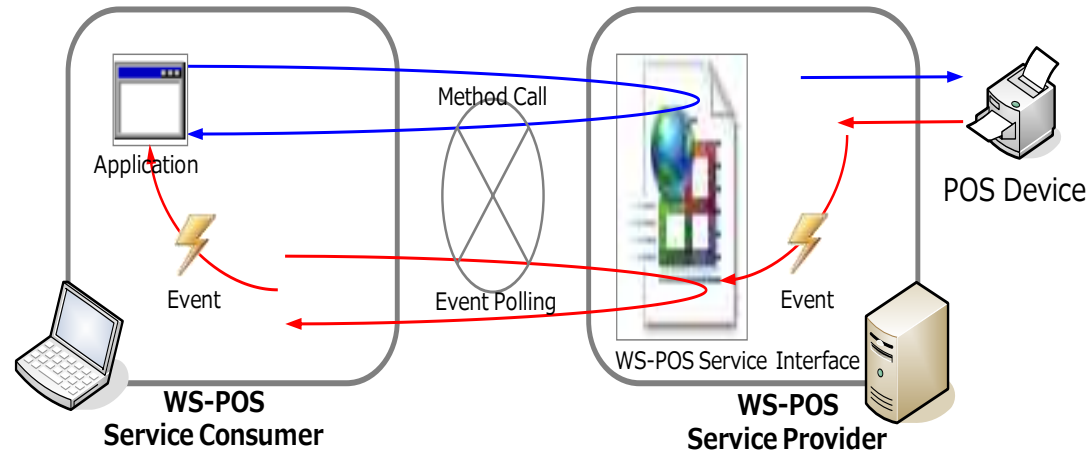 Method Call
Application
POS Device
Event
Event Polling
Event
WS-POS Service Interface
WS-POS
Service Consumer
WS-POS
Service Provider